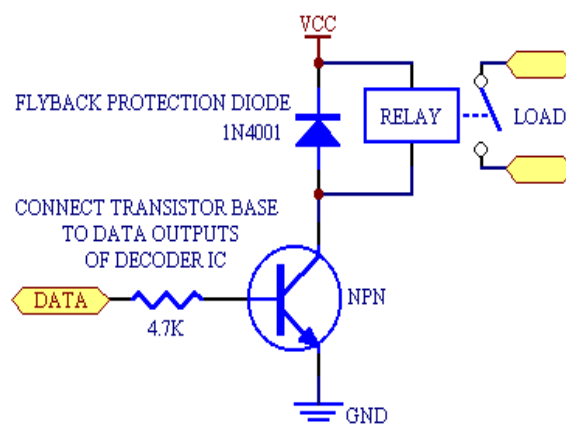 VCC
FLYBACK PROTECTION DIODE
1N4001
RELAY
LOAD
CONNECT TRANSISTOR BASE
TO DATA OUTPUTS
OF DECODER IC
DATA
4.7K
NPN
GND